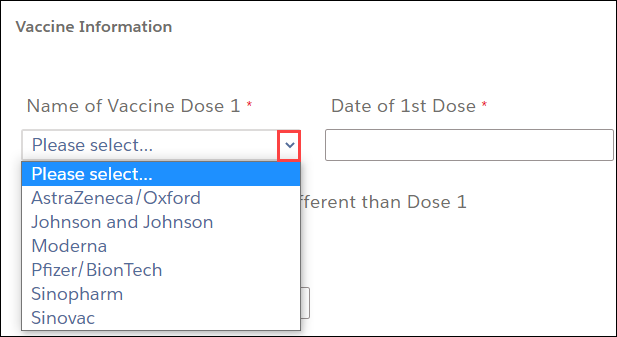 Vaccine Information
Name of Vaccine Dose 1 * Date of 1st Dose *
Please select...
Please select...
AstraZeneca/Oxford
fferent than Dose 1
Johnson and Johnson
Moderna
Pfizer/BionTech
Sinopharm
Sinovac